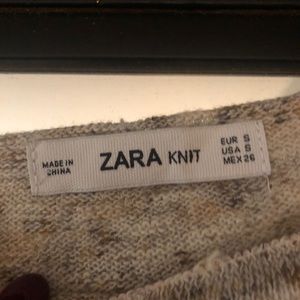 MADE IN
CHINA
ZARA KNIT
EUR S
USA S
MEX 26